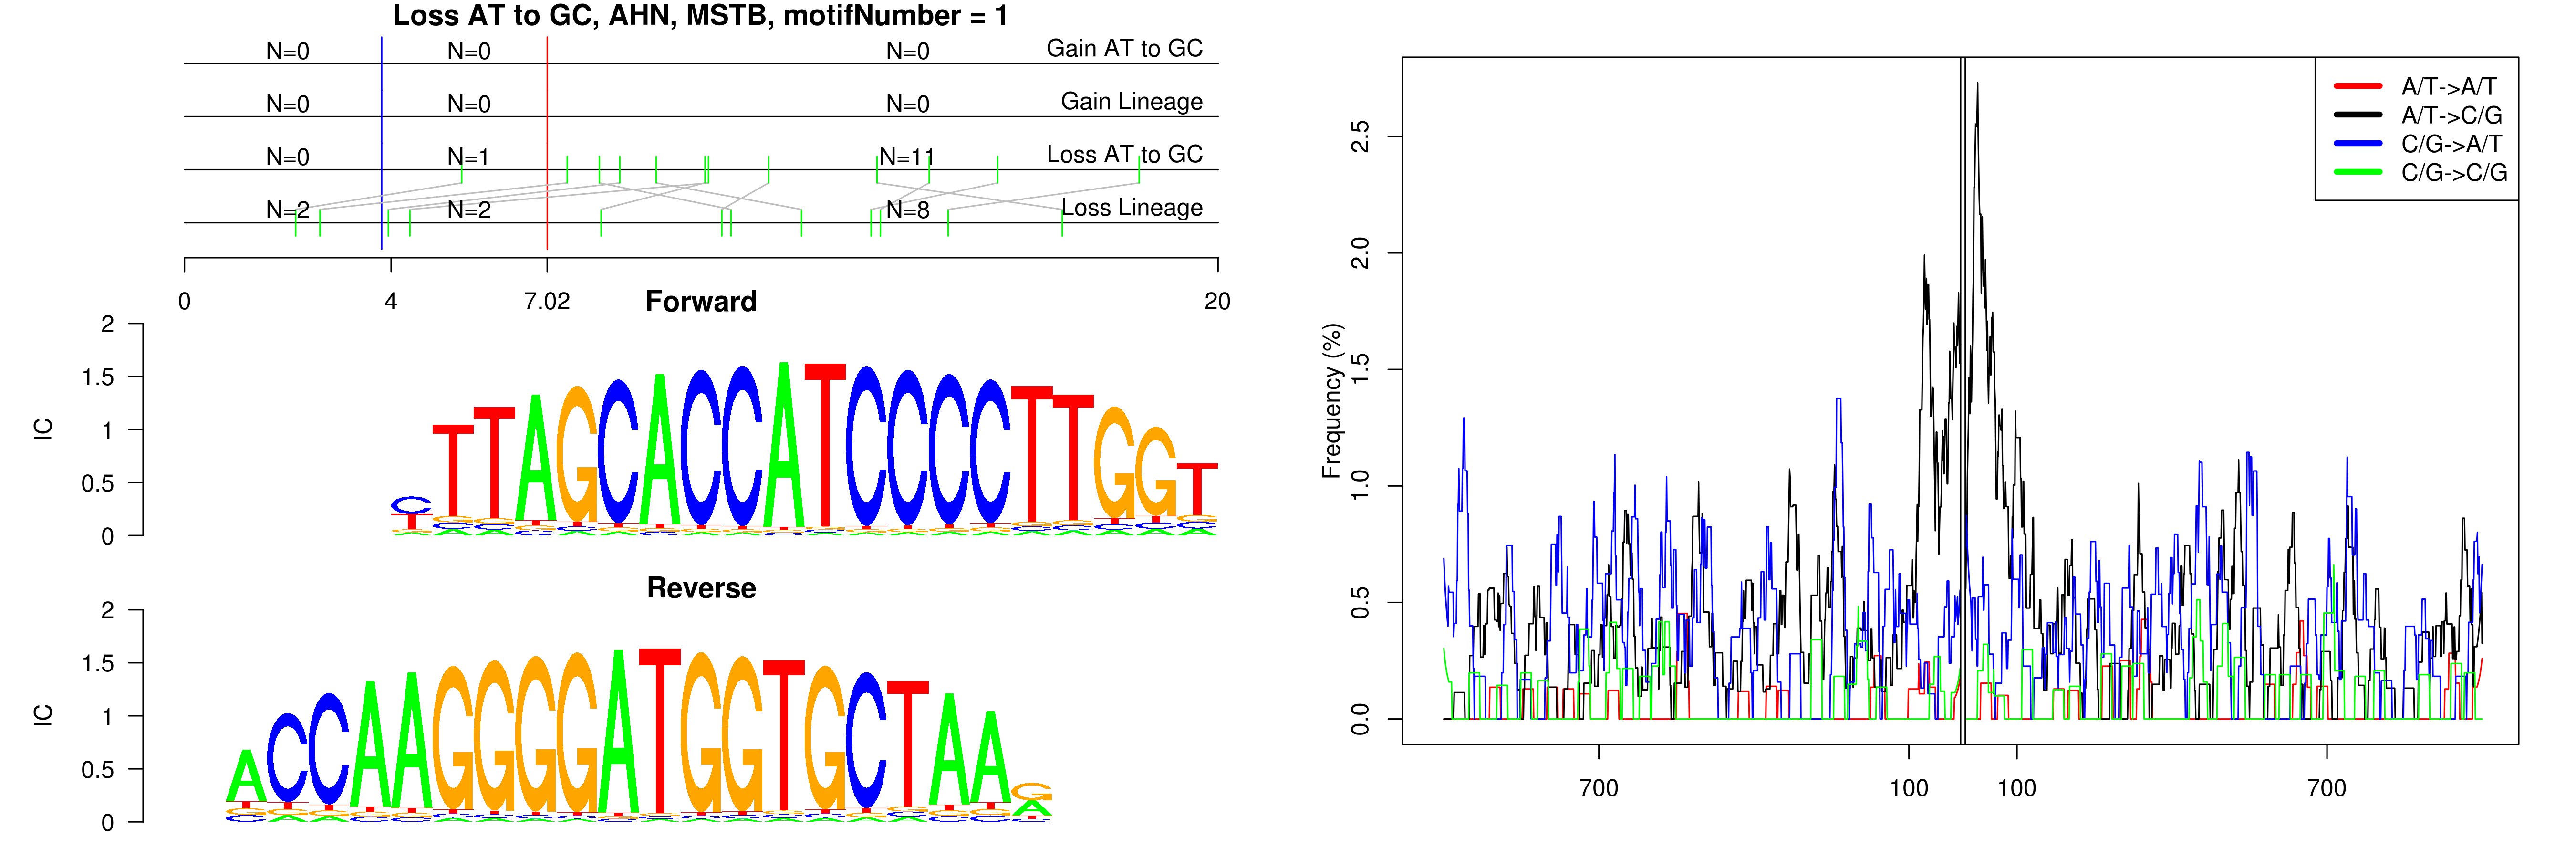 Loss AT to GC, AHN, MSTB, motifNumber = 1
N=0 N=0 N=0 Gain AT to GC
N=0 N=0 N=0 Gain Lineage
N=0 N=1 N=11 Loss AT to GC
N=2 N=2 N=8 Loss Lineage
0 4 7.02 20
Forward
IC
2
1.5
1
0.5
0
CTTAGCACCATCCCCTTGGT
Reverse
IC
2
1.5
1
0.5
0
ACCAAGGGGATGGTGCTAAG
Frequency (%)
2.5
2.0
1.5
1.0
0.5
0.0
700 100 100 700
A/T->A/T
A/T->C/G
C/G->A/T
C/G->C/G